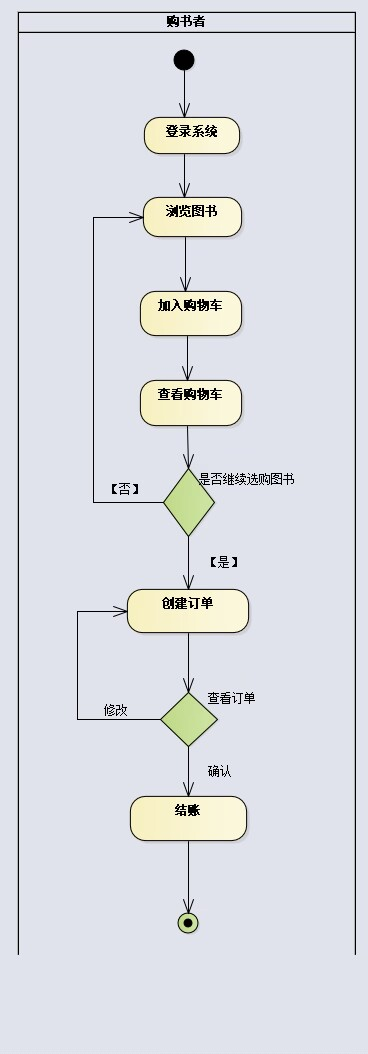 购书者
登录系统
浏览图书
加入购物车
查看购物车
是否继续选购图书
【否】
【是】
创建订单
查看订单
修改
确认
结账